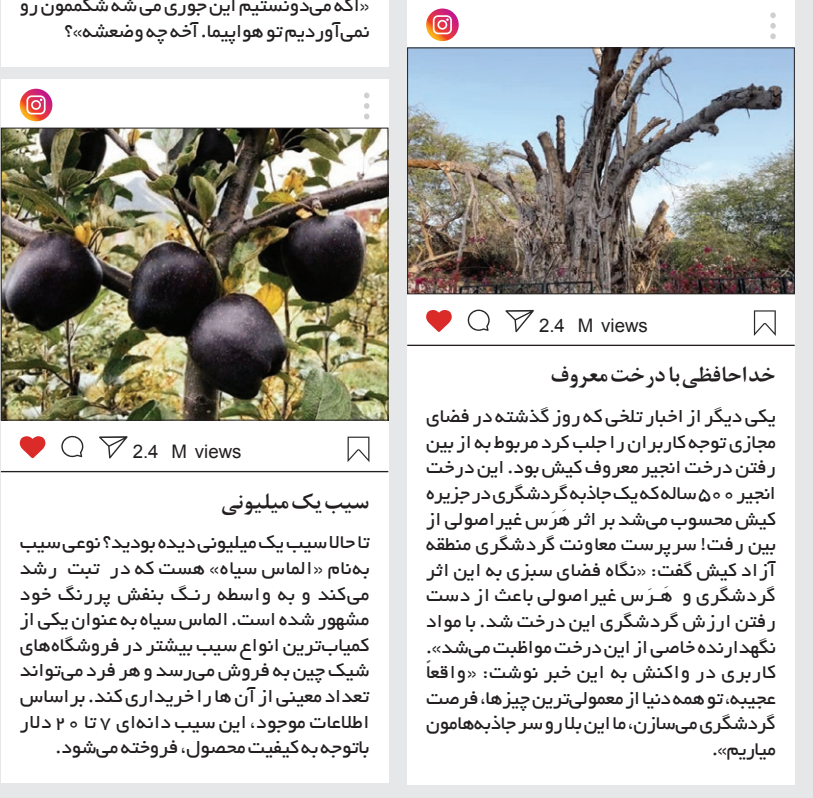 2.4 M views
خداحافظی با درخت معروف
یکی دیگر از اخبار تلخی که روز گذشته در فضای
مجازی توجه کاربران را جلب کرد مربوط به از بین
رفتن درخت انجیر معروف کیش بود. این درخت
انجیر ۵۰۰ ساله که یک جاذبه گردشگری در جزیره
کیش محسوب می‌شد بر اثر هَرَس غیر اصولی از
بین رفت! سرپرست معاونت گردشگری منطقه
آزاد کیش گفت: «نگاه فضای سبزی به این اثر
گردشگری و هَرَس غیر اصولی باعث از دست
رفتن ارزش گردشگری این درخت شد. با مواد
نگهدارنده خاصی از این درخت مواظبت می‌شد».
کاربری در واکنش به این خبر نوشت: «واقعاً
عجیبه، تو همه دنیا از معمولی‌ترین چیزها، فرصت
گردشگری می‌سازن، ما این بلا رو سر جاذبه‌هامون
میاریم».
«اگه می‌دونستیم این جوری می شه شکممون رو
نمی‌آوردیم تو هواپیما. آخه چه وضعشه»؟
2.4 M views
سیب یک میلیونی
تا حالا سیب یک میلیونی دیده بودید؟ نوعی سیب
به‌نام «الماس سیاه» هست که در تبت رشد
می‌کند و به واسطه رنگ بنفش پررنگ خود
مشهور شده است. الماس سیاه به عنوان یکی از
کمیاب‌ترین انواع سیب بیشتر در فروشگاه‌های
شیک چین به فروش می‌رسد و هر فرد می‌تواند
تعداد معینی از آن ها را خریداری کند. بر اساس
اطلاعات موجود، این سیب دانه‌ای ۷ تا ۲۰ دلار
باتوجه به کیفیت محصول، فروخته می‌شود.